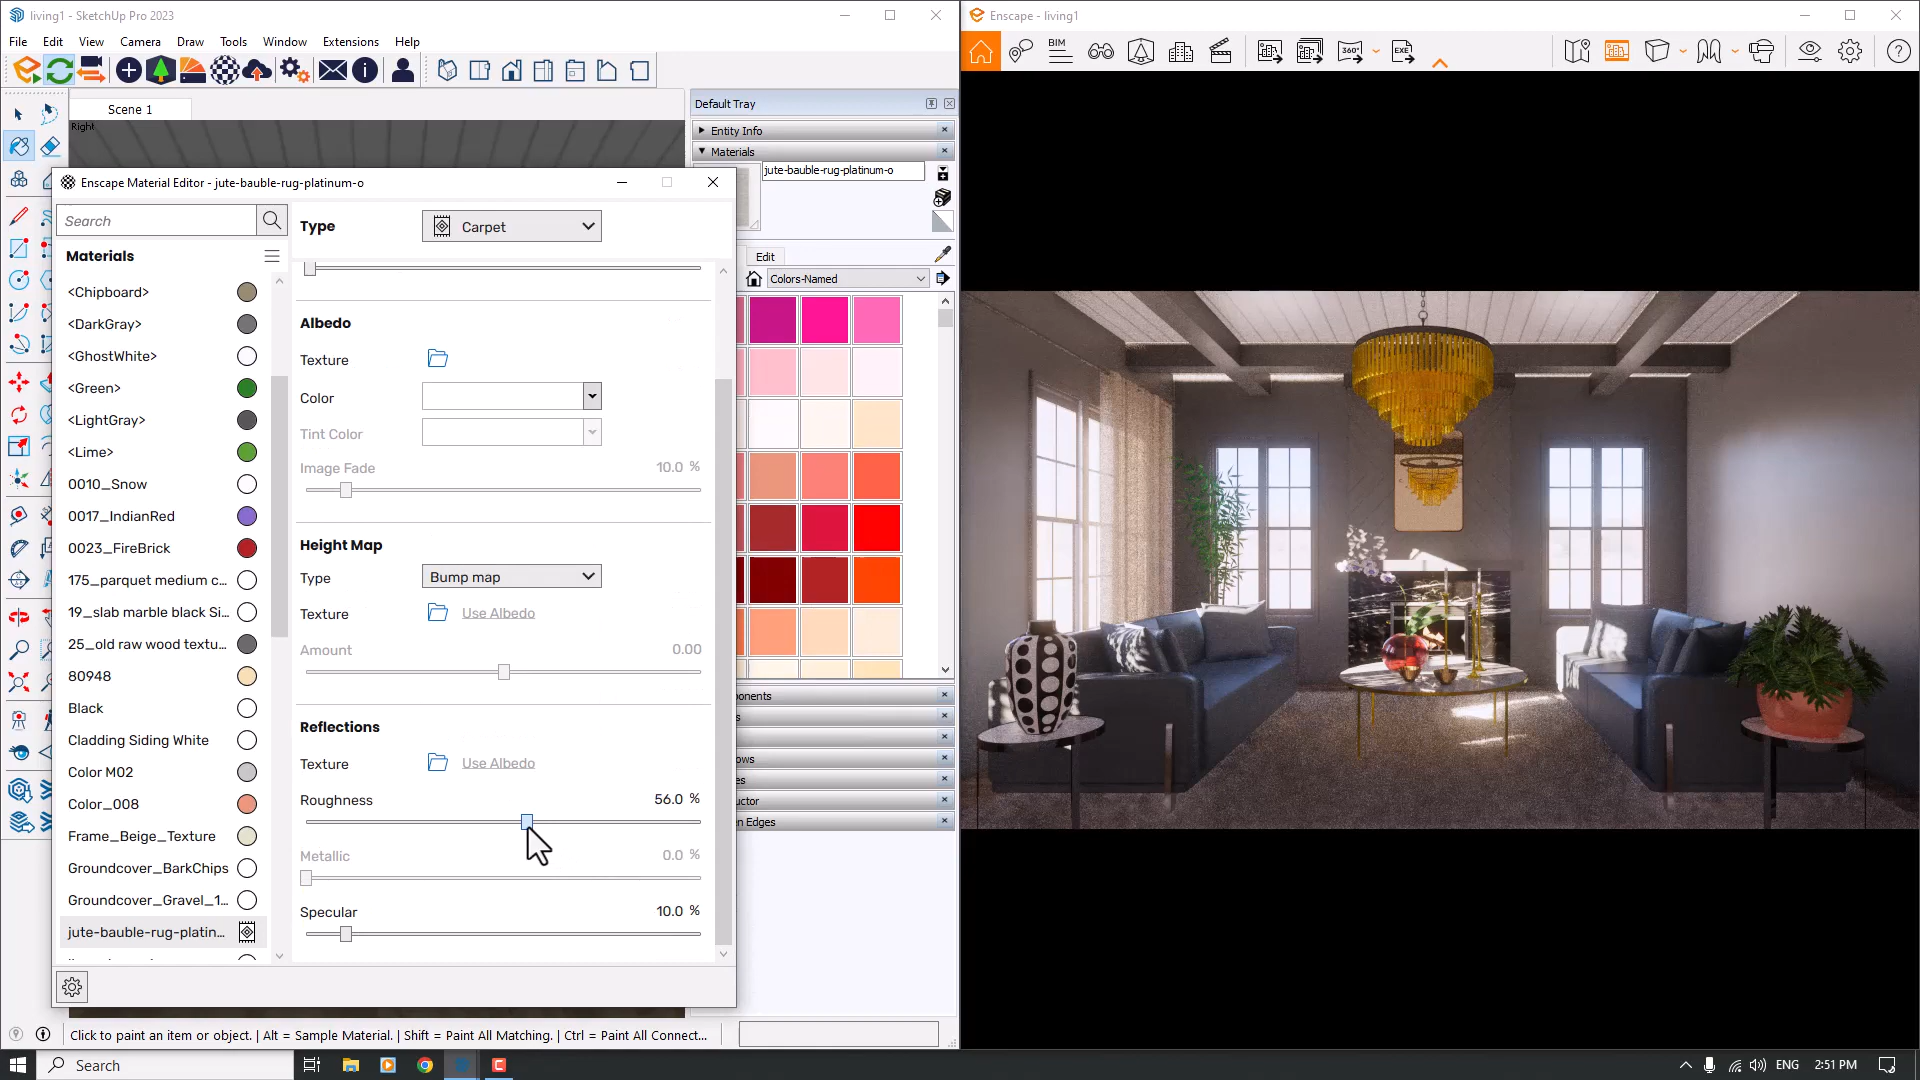 living1 - SketchUp Pro 2023
File Edit View Camera Draw Tools Window Extensions Help
Scene 1
Right
Enscape Material Editor - jute-bauble-rug-platinum-o
Search
Materials
<Chipboard>
<DarkGray>
<GhostWhite>
<Green>
<LightGray>
<Lime>
0010_Snow
0017_IndianRed
0023_FireBrick
175_parquet medium c...
19_slab marble black Si...
25_old raw wood textu...
80948
Black
Cladding Siding White
Color M02
Color_008
Frame_Beige_Texture
Groundcover_BarkChips
Groundcover_Gravel_1...
jute-bauble-rug-platin...
Type Carpet
Albedo
Texture
Color
Tint Color
Image Fade 10.0 %
Height Map
Type Bump map
Texture Use Albedo
Amount 0.00
Reflections
Texture Use Albedo
Roughness 56.0 %
Metallic 0.0 %
Specular 10.0 %
Default Tray
Entity Info
Materials
jute-bauble-rug-platinum-o
Edit
Colors-Named
onents
s
ows
es
uctor
en Edges
Click to paint an item or object. | Alt = Sample Material. | Shift = Paint All Matching. | Ctrl = Paint All Connect...
Enscape - living1
BIM
360°
EXE
Search
ENG 2:51 PM